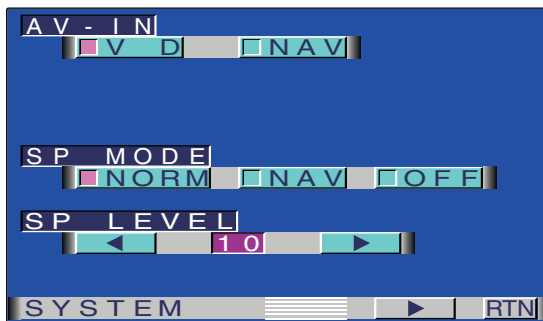 AV-IN
V D NAV
SP MODE
NORM NAV OFF
SP LEVEL
◀ 10 ▶
SYSTEM ▶ RTN